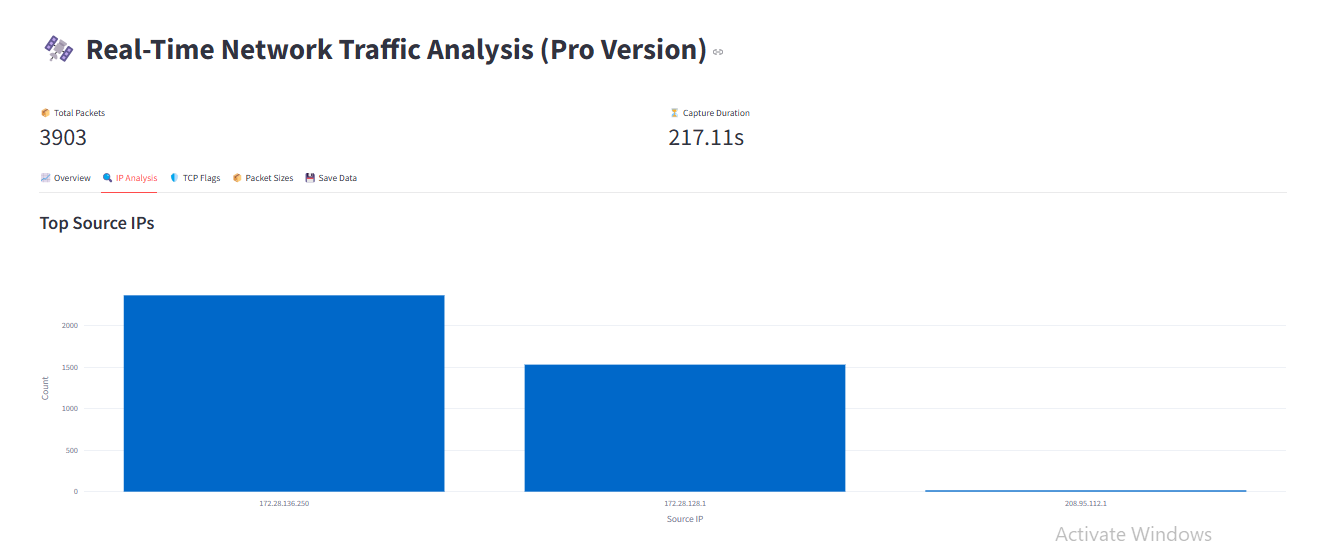 Real-Time Network Traffic Analysis (Pro Version)
Total Packets
3903
Capture Duration
217.11s
Overview
IP Analysis
TCP Flags
Packet Sizes
Save Data
Top Source IPs
2000
1500
1000
500
0
Count
172.28.136.250
172.28.128.1
208.95.112.1
Source IP
Activate Windows